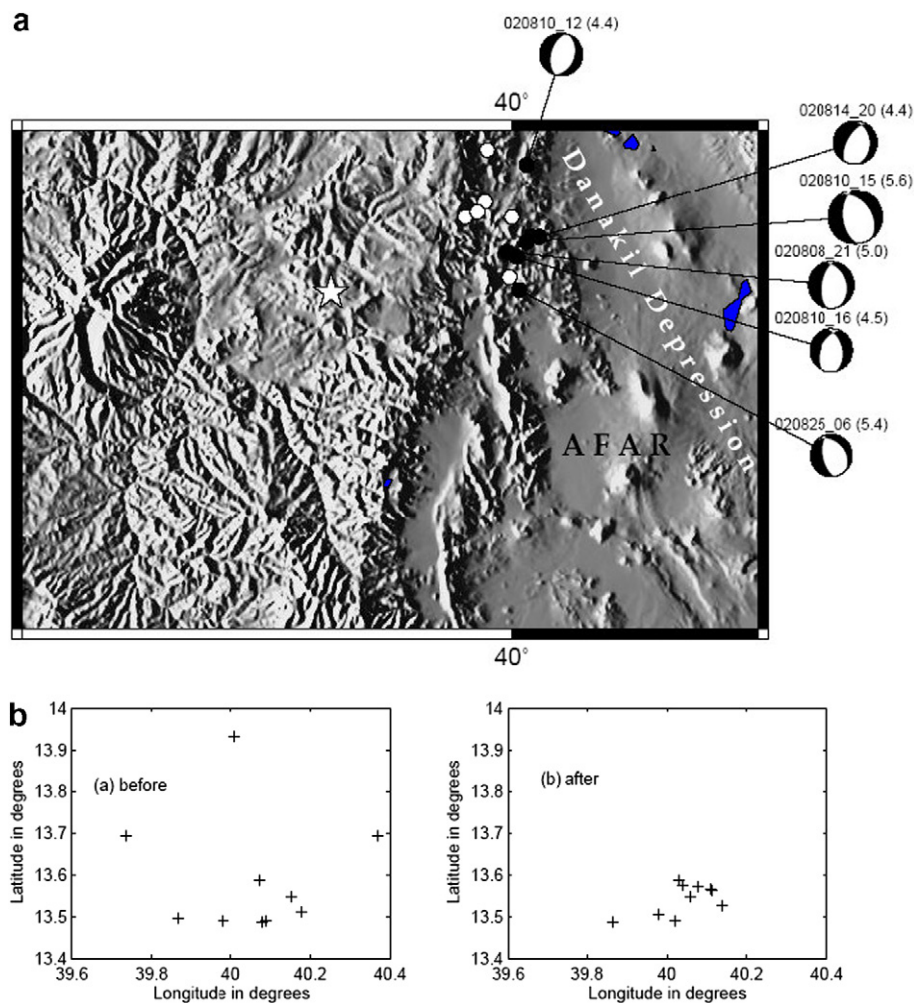 a
020810_12 (4.4)
40°
020814_20 (4.4)
020810_15 (5.6)
020808_21 (5.0)
020810_16 (4.5)
020825_06 (5.4)
Danakil Depression
AFAR
40°
b
14
13.9
13.8
13.7
13.6
13.5
13.4
Latitude in degrees
(a) before
39.6 39.8 40 40.2 40.4
Longitude in degrees
14
13.9
13.8
13.7
13.6
13.5
13.4
Latitude in degrees
(b) after
39.6 39.8 40 40.2 40.4
Longitude in degrees